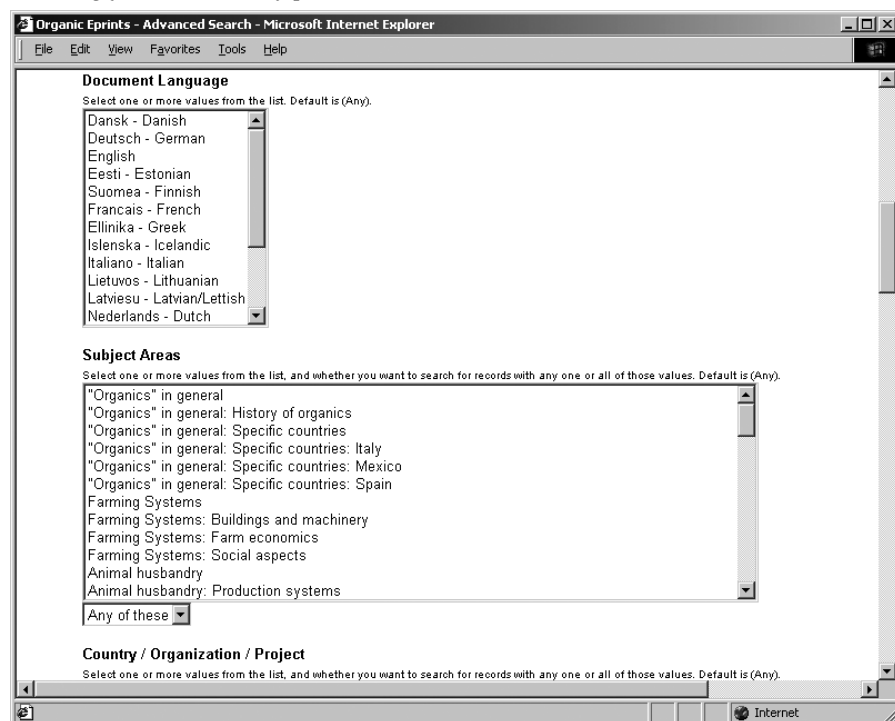 Organic Eprints - Advanced Search - Microsoft Internet Explorer
File Edit View Favorites Tools Help
Document Language
Select one or more values from the list. Default is (Any).
Dansk - Danish
Deutsch - German
English
Eesti - Estonian
Suomea - Finnish
Francais - French
Ellinika - Greek
Islenska - Icelandic
Italiano - Italian
Lietuvos - Lithuanian
Latviesu - Latvian/Lettish
Nederlands - Dutch
Subject Areas
Select one or more values from the list, and whether you want to search for records with any one or all of those values. Default is (Any).
"Organics" in general
"Organics" in general: History of organics
"Organics" in general: Specific countries
"Organics" in general: Specific countries: Italy
"Organics" in general: Specific countries: Mexico
"Organics" in general: Specific countries: Spain
Farming Systems
Farming Systems: Buildings and machinery
Farming Systems: Farm economics
Farming Systems: Social aspects
Animal husbandry
Animal husbandry: Production systems
Any of these
Country / Organization / Project
Select one or more values from the list, and whether you want to search for records with any one or all of those values. Default is (Any).
Internet